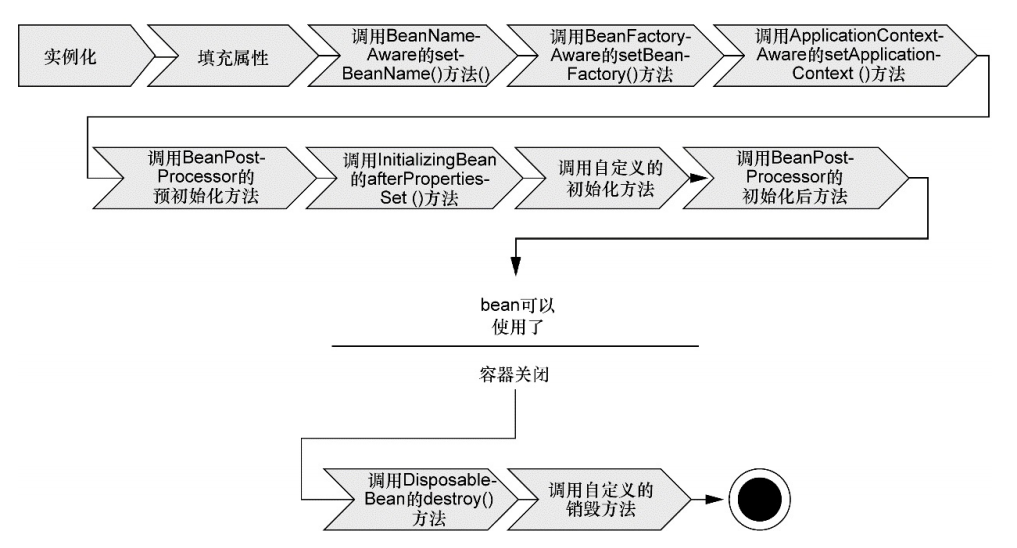 实例化
填充属性
调用BeanName-
Aware的set-
BeanName()方法()
调用BeanFactory-
Aware的setBean-
Factory()方法
调用ApplicationContext-
Aware的setApplication-
Context ()方法
调用BeanPost-
Processor的
预初始化方法
调用InitializingBean
的afterProperties-
Set ()方法
调用自定义的
初始化方法
调用BeanPost-
Processor的
初始化后方法
bean可以
使用了
容器关闭
调用Disposable-
Bean的destroy()
方法
调用自定义的
销毁方法